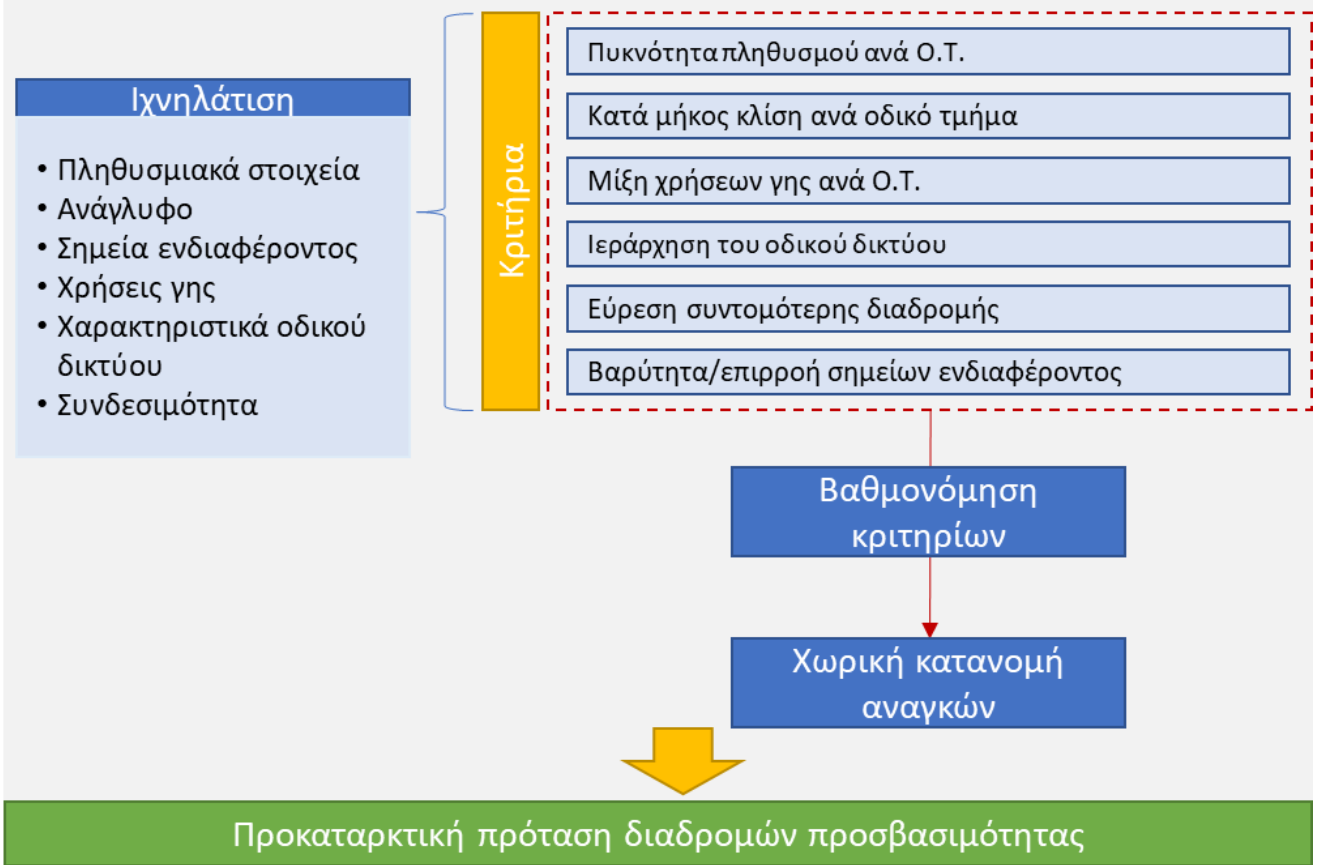 Ιχνηλάτιση
• Πληθυσμιακά στοιχεία
• Ανάγλυφο
• Σημεία ενδιαφέροντος
• Χρήσεις γης
• Χαρακτηριστικά οδικού
δικτύου
• Συνδεσιμότητα
Κριτήρια
Πυκνότητα πληθυσμού ανά Ο.Τ.
Κατά μήκος κλίση ανά οδικό τμήμα
Μίξη χρήσεων γης ανά Ο.Τ.
Ιεράρχηση του οδικού δικτύου
Εύρεση συντομότερης διαδρομής
Βαρύτητα/επιρροή σημείων ενδιαφέροντος
Βαθμονόμηση
κριτηρίων
Χωρική κατανομή
αναγκών
Προκαταρκτική πρόταση διαδρομών προσβασιμότητας